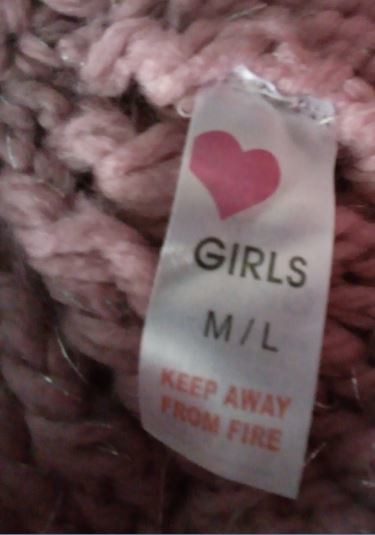 GIRLS
M/L
KEEP AWAY
FROM FIRE